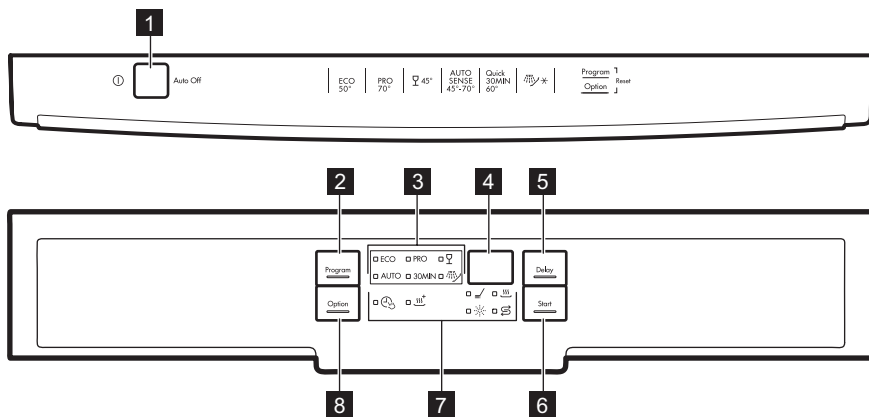 1
Auto Off
ECO
50°
PRO
70°
45°
AUTO
SENSE
45°-70°
Quick
30MIN
60°
Program
Option
Reset
2
3
4
5
Program
ECO
PRO
Delay
AUTO
30MIN
Option
Start
8
7
6